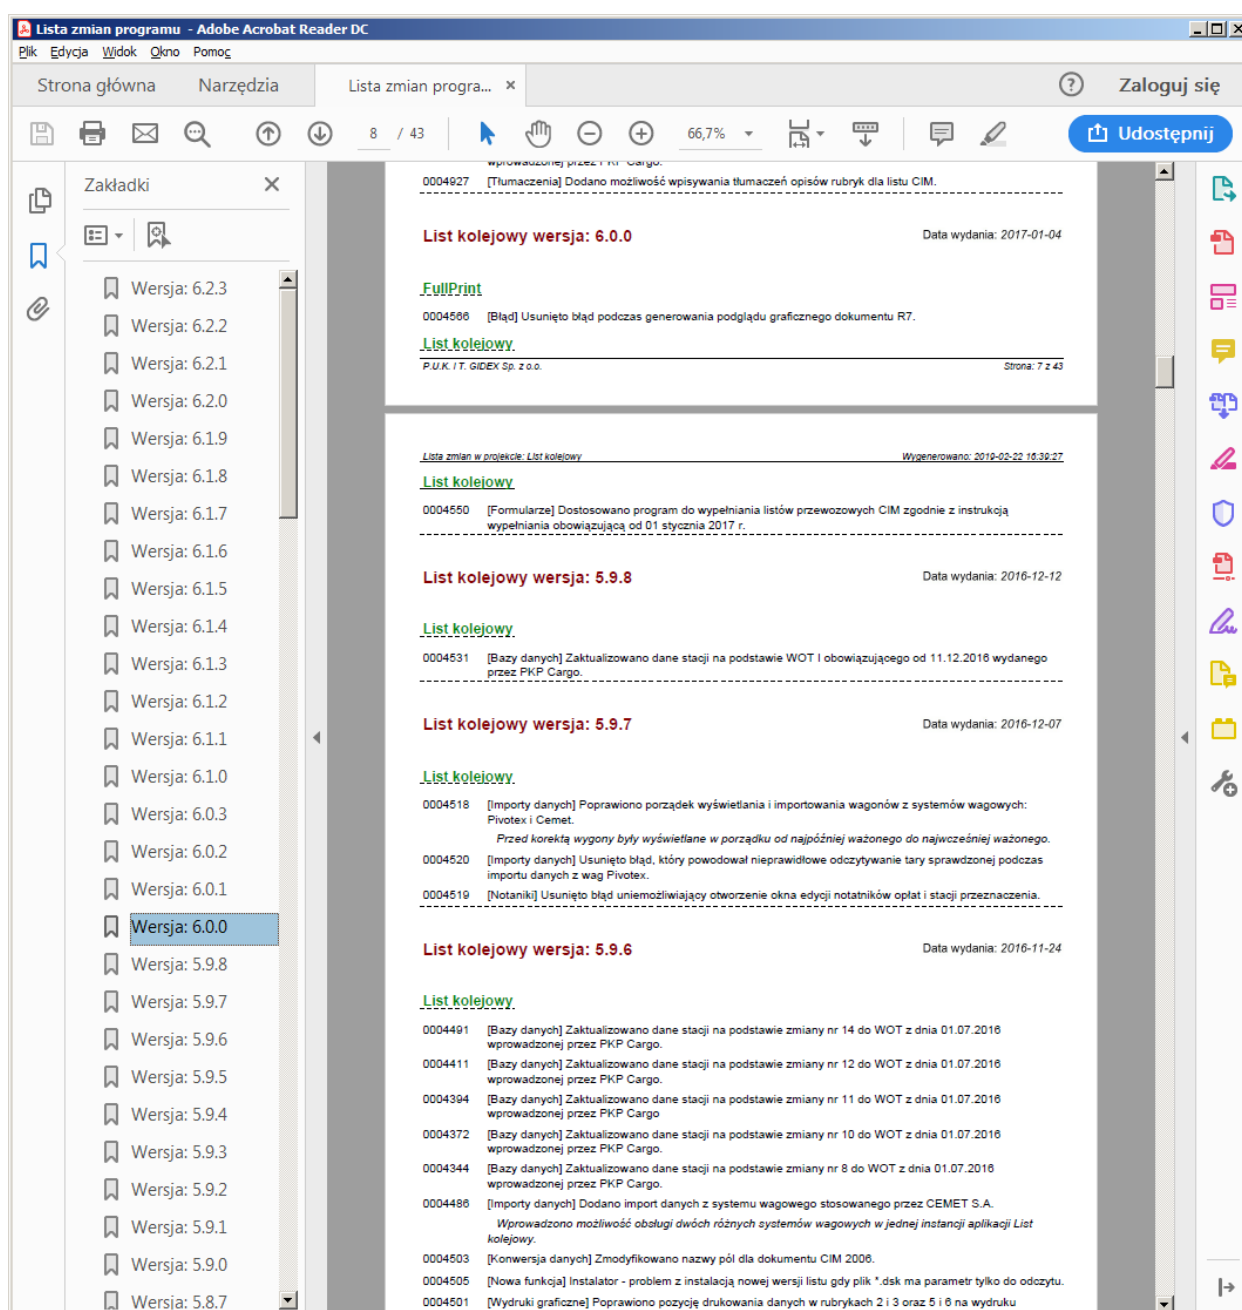 Lista zmian programu - Adobe Acrobat Reader DC
Plik Edycja Widok Okno Pomoc
Strona główna Narzędzia Lista zmian progra... × ? Zaloguj się
8 / 43 66,7% Udostępnij
Zakładki
Wersja: 6.2.3
Wersja: 6.2.2
Wersja: 6.2.1
Wersja: 6.2.0
Wersja: 6.1.9
Wersja: 6.1.8
Wersja: 6.1.7
Wersja: 6.1.6
Wersja: 6.1.5
Wersja: 6.1.4
Wersja: 6.1.3
Wersja: 6.1.2
Wersja: 6.1.1
Wersja: 6.1.0
Wersja: 6.0.3
Wersja: 6.0.2
Wersja: 6.0.1
Wersja: 6.0.0
Wersja: 5.9.8
Wersja: 5.9.7
Wersja: 5.9.6
Wersja: 5.9.5
Wersja: 5.9.4
Wersja: 5.9.3
Wersja: 5.9.2
Wersja: 5.9.1
Wersja: 5.9.0
Wersja: 5.8.7
wprowadzonej przez PKP Cargo.
0004927 [Tłumaczenia] Dodano możliwość wpisywania tłumaczeń opisów rubryk dla listu CIM.
List kolejowy wersja: 6.0.0 Data wydania: 2017-01-04
FullPrint
0004566 [Błąd] Usunięto błąd podczas generowania podglądu graficznego dokumentu R7.
List kolejowy
P.U.K. I T. GIDEX Sp. z o.o. Strona: 7 z 43
Lista zmian w projekcie: List kolejowy Wygenerowano: 2019-02-22 16:39:27
List kolejowy
0004550 [Formularze] Dostosowano program do wypełniania listów przewozowych CIM zgodnie z instrukcją
wypełniania obowiązującą od 01 stycznia 2017 r.
List kolejowy wersja: 5.9.8 Data wydania: 2016-12-12
List kolejowy
0004531 [Bazy danych] Zaktualizowano dane stacji na podstawie WOT I obowiązującego od 11.12.2016 wydanego
przez PKP Cargo.
List kolejowy wersja: 5.9.7 Data wydania: 2016-12-07
List kolejowy
0004518 [Importy danych] Poprawiono porządek wyświetlania i importowania wagonów z systemów wagowych:
Pivotex i Cemet.
Przed korektą wygony były wyświetlane w porządku od najpóźniej ważonego do najwcześniej ważonego.
0004520 [Importy danych] Usunięto błąd, który powodował nieprawidłowe odczytywanie tary sprawdzonej podczas
importu danych z wag Pivotex.
0004519 [Notaniki] Usunięto błąd uniemożliwiający otworzenie okna edycji notatników opłat i stacji przeznaczenia.
List kolejowy wersja: 5.9.6 Data wydania: 2016-11-24
List kolejowy
0004491 [Bazy danych] Zaktualizowano dane stacji na podstawie zmiany nr 14 do WOT z dnia 01.07.2016
wprowadzonej przez PKP Cargo.
0004411 [Bazy danych] Zaktualizowano dane stacji na podstawie zmiany nr 12 do WOT z dnia 01.07.2016
wprowadzonej przez PKP Cargo.
0004394 [Bazy danych] Zaktualizowano dane stacji na podstawie zmiany nr 11 do WOT z dnia 01.07.2016
wprowadzonej przez PKP Cargo
0004372 [Bazy danych] Zaktualizowano dane stacji na podstawie zmiany nr 10 do WOT z dnia 01.07.2016
wprowadzonej przez PKP Cargo.
0004344 [Bazy danych] Zaktualizowano dane stacji na podstawie zmiany nr 8 do WOT z dnia 01.07.2016
wprowadzonej przez PKP Cargo.
0004486 [Importy danych] Dodano import danych z systemu wagowego stosowanego przez CEMET S.A.
Wprowadzono możliwość obsługi dwóch różnych systemów wagowych w jednej instancji aplikacji List
kolejowy.
0004503 [Konwersja danych] Zmodyfikowano nazwy pól dla dokumentu CIM 2006.
0004505 [Nowa funkcja] Instalator - problem z instalacją nowej wersji listu gdy plik *.dsk ma parametr tylko do odczytu.
0004501 [Wydruki graficzne] Poprawiono pozycję drukowania danych w rubrykach 2 i 3 oraz 5 i 6 na wydruku